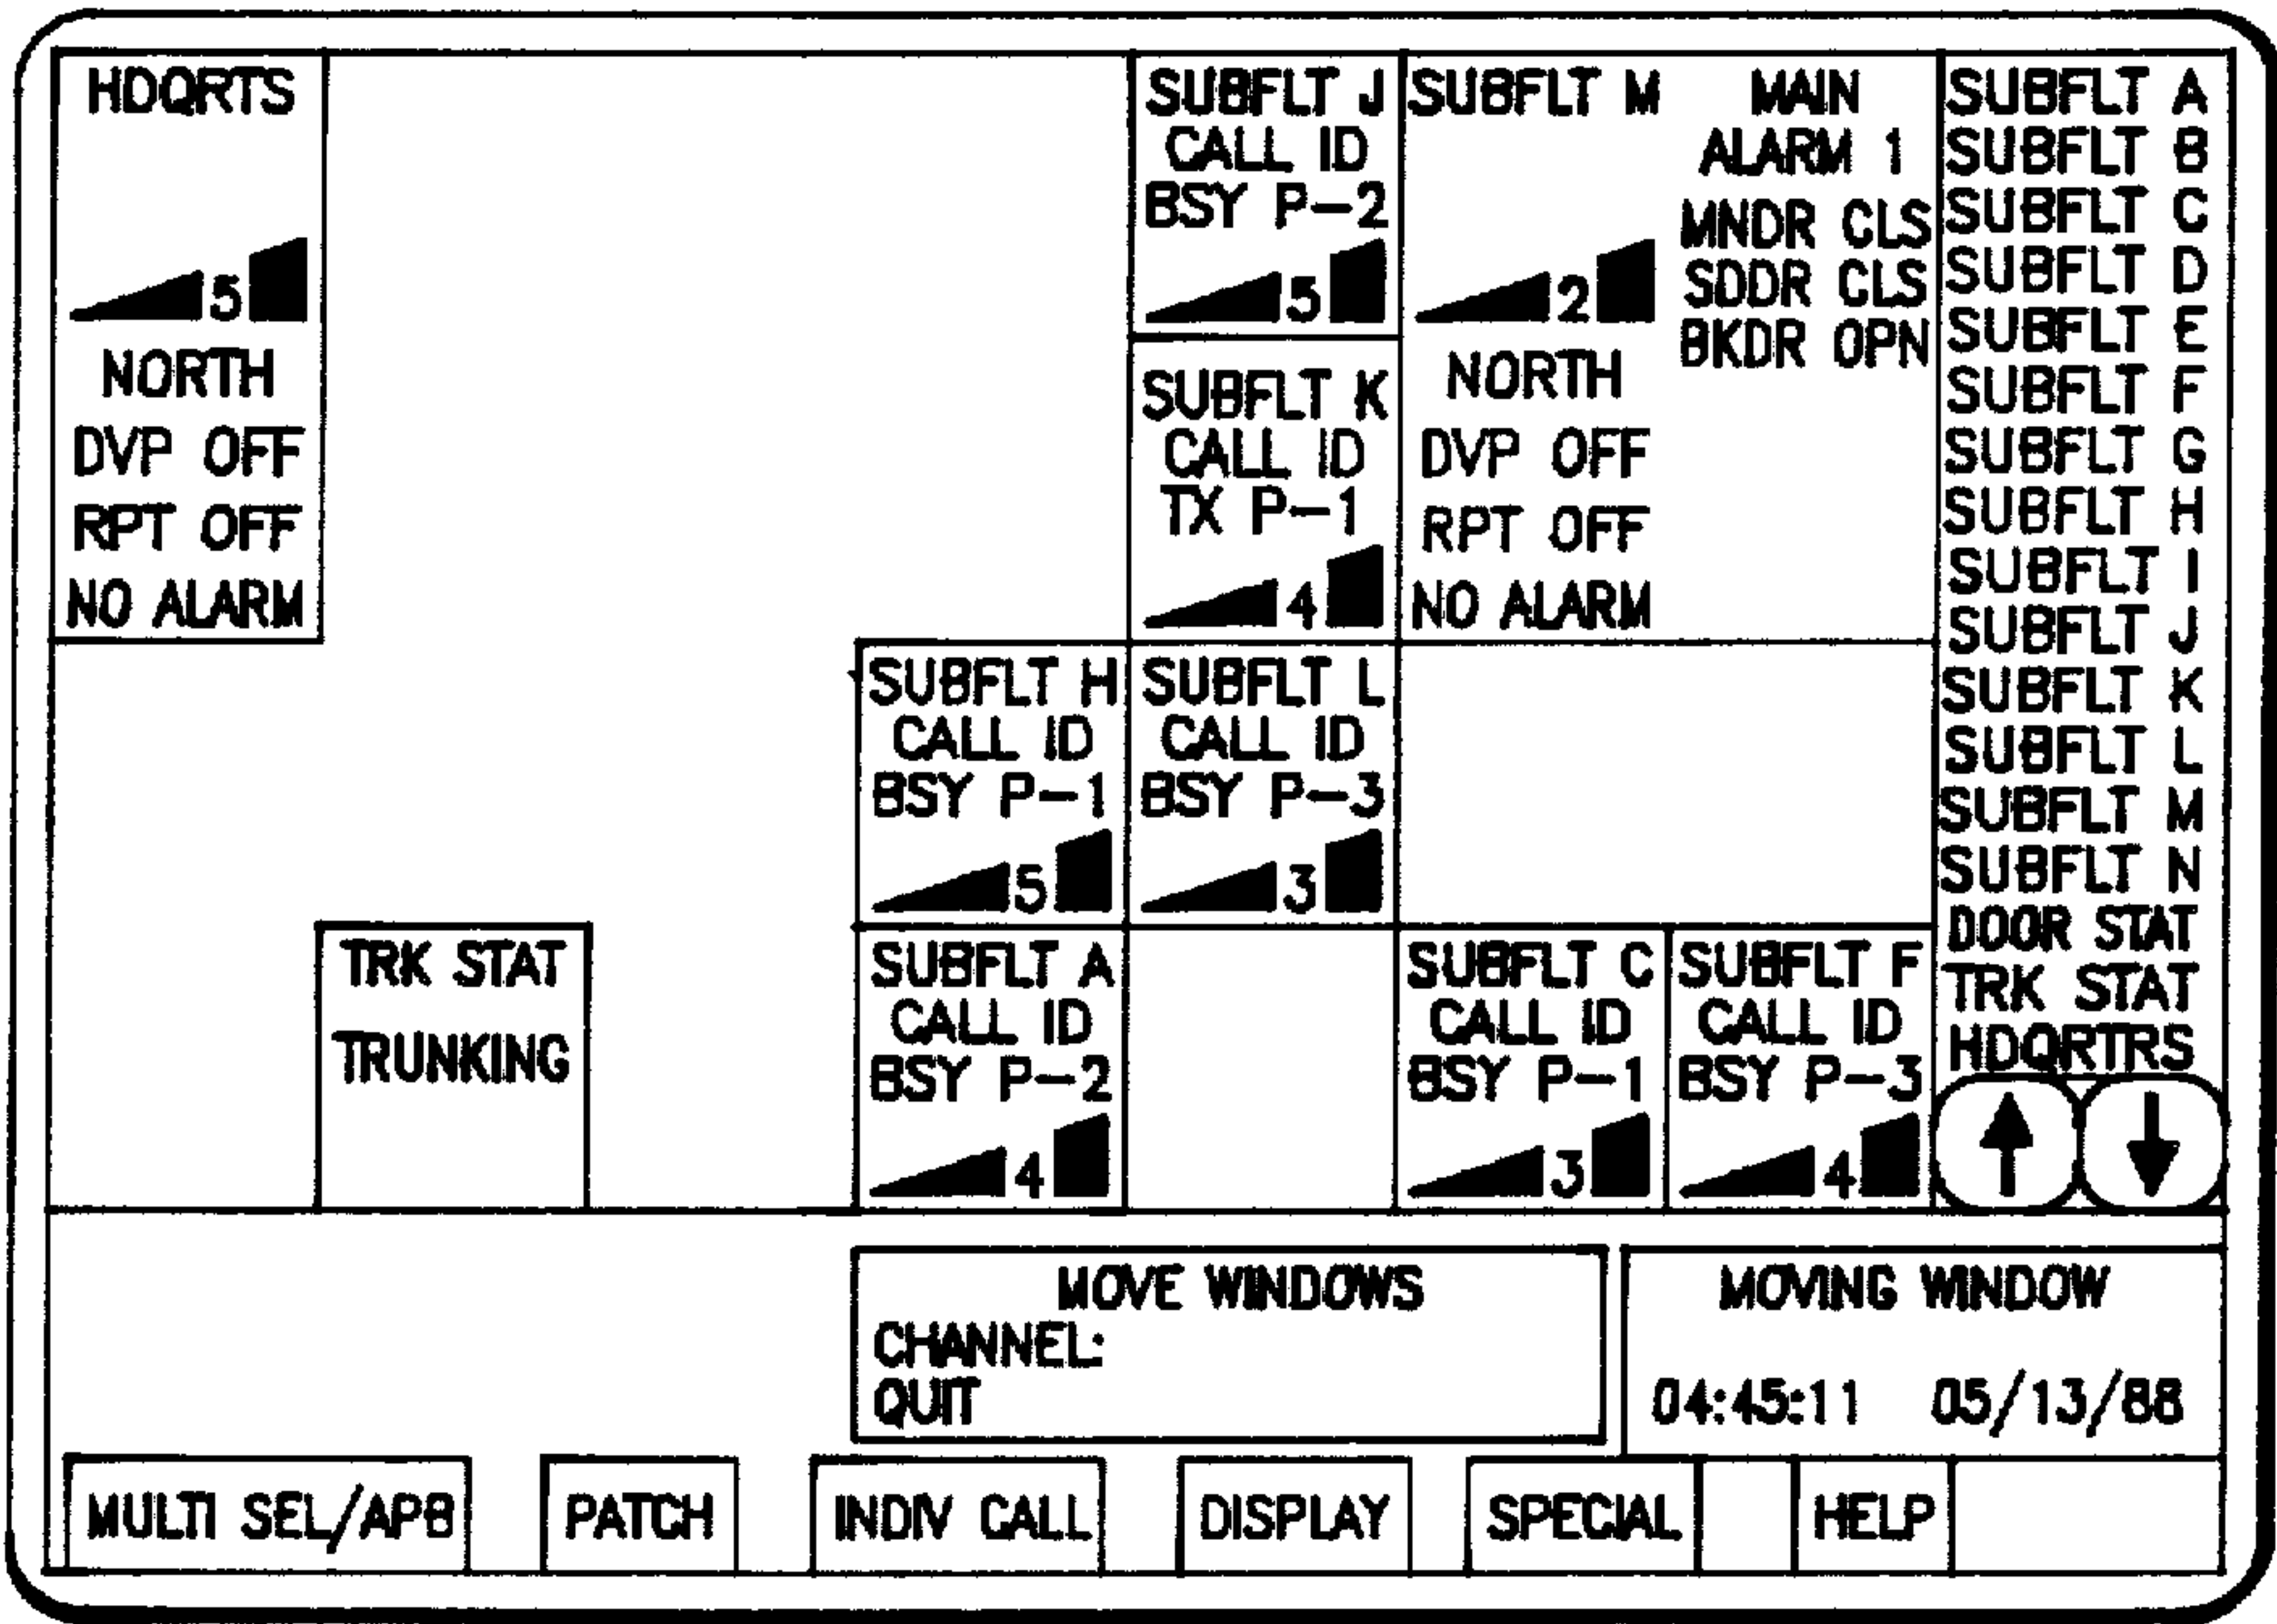 HDQRTS
5
NORTH
DVP OFF
RPT OFF
NO ALARM
SUBFLT J
CALL ID
BSY P-2
5
SUBFLT K
CALL ID
TX P-1
4
SUBFLT M
2
NORTH
DVP OFF
RPT OFF
NO ALARM
MAIN
ALARM 1
MNDR CLS
SDDR CLS
BKDR OPN
SUBFLT H
CALL ID
BSY P-1
5
SUBFLT L
CALL ID
BSY P-3
3
TRK STAT
TRUNKING
SUBFLT A
CALL ID
BSY P-2
4
SUBFLT C
CALL ID
BSY P-1
3
SUBFLT F
CALL ID
BSY P-3
4
SUBFLT A
SUBFLT B
SUBFLT C
SUBFLT D
SUBFLT E
SUBFLT F
SUBFLT G
SUBFLT H
SUBFLT I
SUBFLT J
SUBFLT K
SUBFLT L
SUBFLT M
SUBFLT N
DOOR STAT
TRK STAT
HDQRTRS
MOVE WINDOWS
CHANNEL:
QUIT
MOVING WINDOW
04:45:11 05/13/88
MULTI SEL/APB
PATCH
INDIV CALL
DISPLAY
SPECIAL
HELP